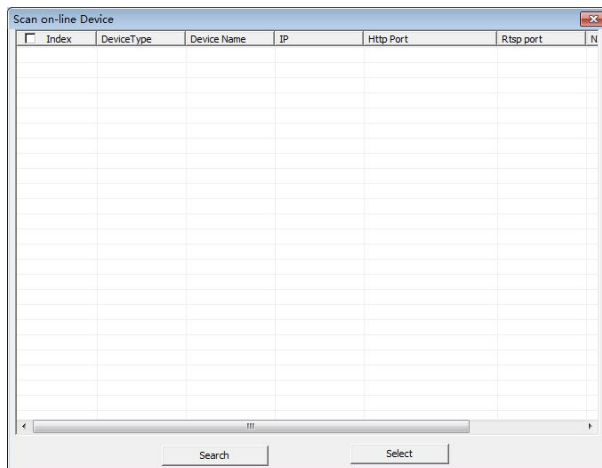 Scan on-line Device
Index DeviceType Device Name IP Http Port Rtsp port N
Search Select